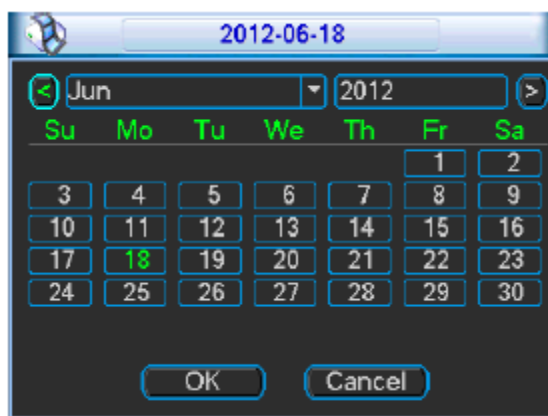 2012-06-18
< Jun 2012 >
Su Mo Tu We Th Fr Sa
1 2
3 4 5 6 7 8 9
10 11 12 13 14 15 16
17 18 19 20 21 22 23
24 25 26 27 28 29 30
OK Cancel